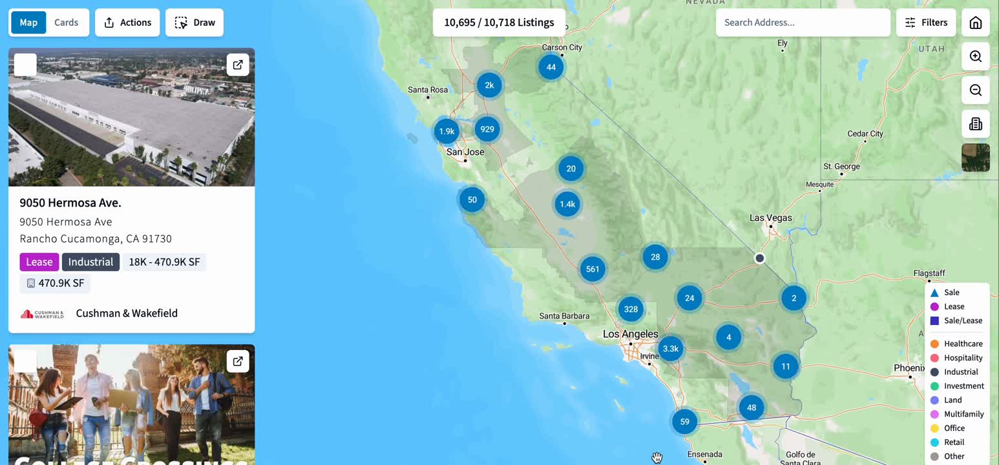 Map
Cards
Actions
Draw
10,695 / 10,718 Listings
Search Address...
Filters
9050 Hermosa Ave.
9050 Hermosa Ave
Rancho Cucamonga, CA 91730
Lease
Industrial
18K - 470.9K SF
470.9K SF
CUSHMAN & WAKEFIELD
Cushman & Wakefield
COLLEGE CROSSINGS
NEVADA
UTAH
Carson City
Ely
44
2k
Santa Rosa
1.9k
929
San Jose
Cedar City
20
St. George
Mesquite
50
1.4k
Las Vegas
28
561
Flagstaff
24
2
328
Santa Barbara
Los Angeles
4
3.3k
Irvine
11
Phoenix
48
59
Ensenada
Golfo de
Santa Clara
Sale
Lease
Sale/Lease
Healthcare
Hospitality
Industrial
Investment
Land
Multifamily
Office
Retail
Other